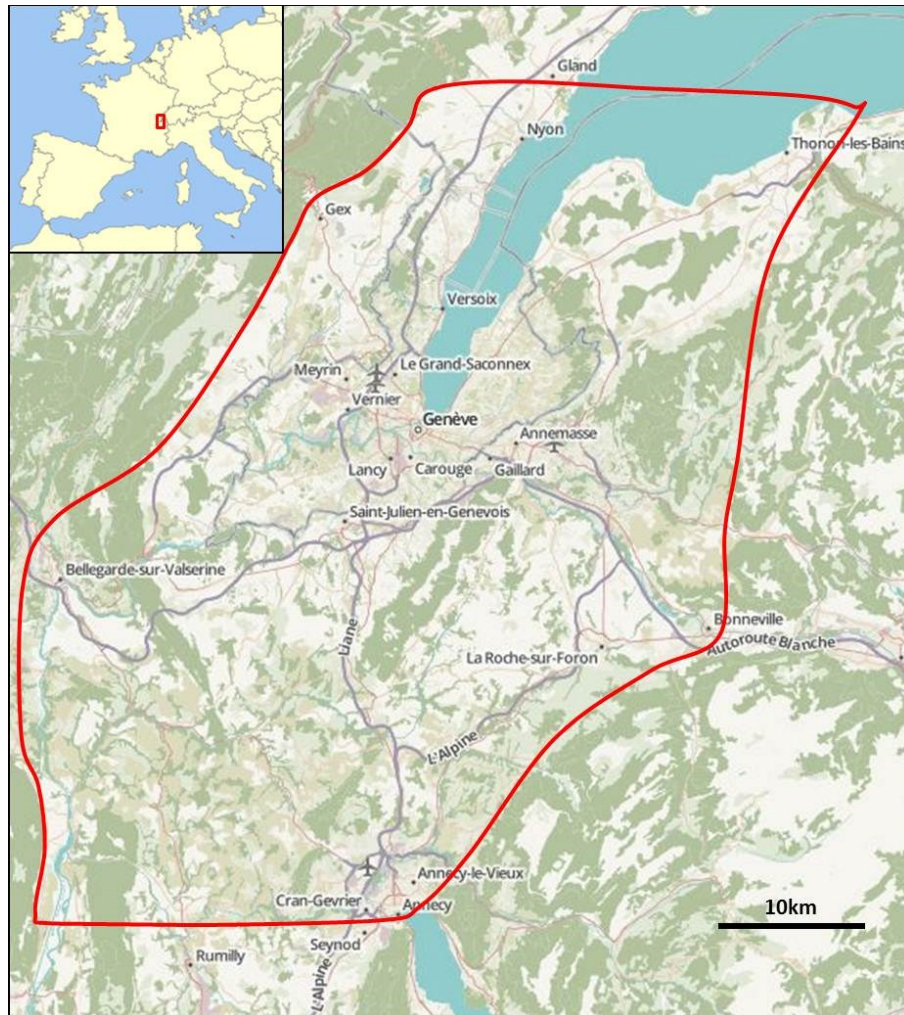 Gland
Nyon
Thonon-les-Bains
Gex
Versoix
Meyrin
Le Grand-Saconnex
Vernier
Genève
Annemasse
Lancy
Carouge
Gaillard
Saint-Julien-en-Genevois
Bellegarde-sur-Valserine
Liane
Bonneville
Autoroute Blanche
La Roche-sur-Foron
L'Alpine
Annecy-le-Vieux
Cran-Gevrier
Annecy
10km
Seynod
Rumilly
L'Alpine